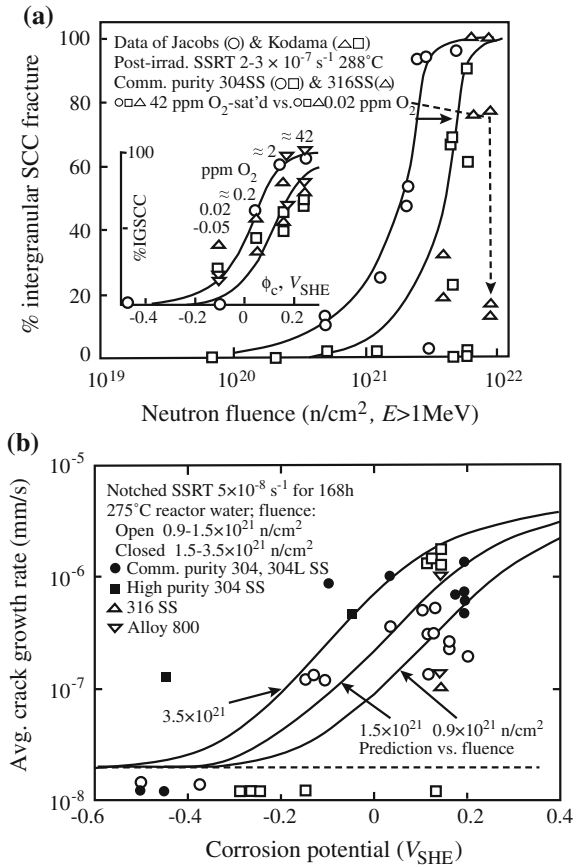 (a)
Data of Jacobs (○) & Kodama (△□)
Post-irrad. SSRT 2-3 × 10⁻⁷ s⁻¹ 288°C
Comm. purity 304SS (○□) & 316SS(△)
○□△ 42 ppm O₂-sat'd vs.○□△0.02 ppm O₂
100
80
60
40
20
0
% intergranular SCC fracture
100
%IGSCC
ppm O₂
≈ 2
≈ 42
≈ 0.2
0.02
-0.05
ϕc, VSHE
-0.4
-0.2
0
0.2
10¹⁹
10²⁰
10²¹
10²²
Neutron fluence (n/cm², E>1MeV)
(b)
10⁻⁵
10⁻⁶
10⁻⁷
10⁻⁸
Avg. crack growth rate (mm/s)
Notched SSRT 5×10⁻⁸ s⁻¹ for 168h
275°C reactor water; fluence:
Open 0.9-1.5×10²¹ n/cm²
Closed 1.5-3.5×10²¹ n/cm²
● Comm. purity 304, 304L SS
■ High purity 304 SS
△ 316 SS
▽ Alloy 800
3.5×10²¹
1.5×10²¹
0.9×10²¹ n/cm²
Prediction vs. fluence
-0.6
-0.4
-0.2
0
0.2
0.4
Corrosion potential (VSHE)